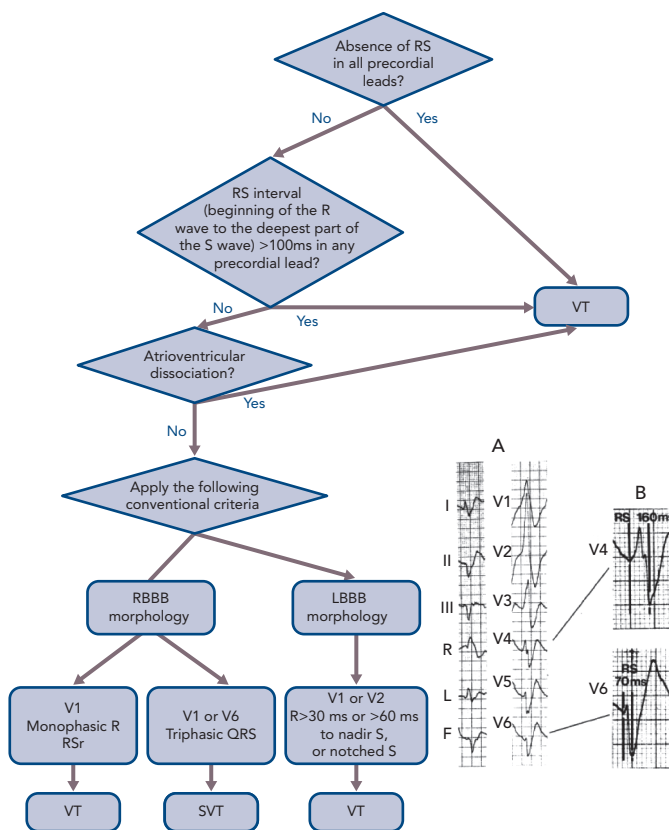 Absence of RS
in all precordial
leads?
No
Yes
RS interval
(beginning of the R
wave to the deepest part of
the S wave) >100ms in any
precordial lead?
No
Yes
VT
Atrioventricular
dissociation?
Yes
No
Apply the following
conventional criteria
RBBB
morphology
LBBB
morphology
V1
Monophasic R
RSr
V1 or V6
Triphasic QRS
V1 or V2
R>30 ms or >60 ms
to nadir S,
or notched S
VT
SVT
VT
A
I
II
III
R
L
F
V1
V2
V3
V4
V5
V6
B
V4
RS 160ms
V6
RS
70ms